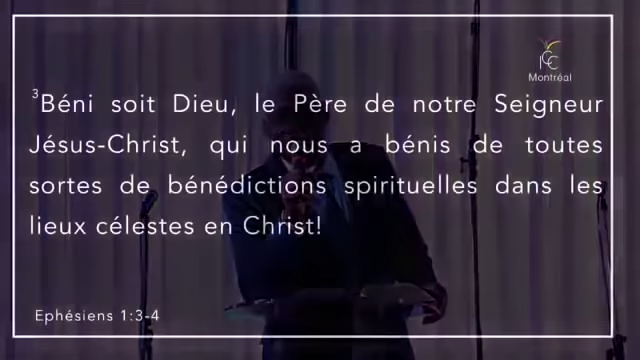 ICC
Montréal
3Béni soit Dieu, le Père de notre Seigneur
Jésus-Christ, qui nous a bénis de toutes
sortes de bénédictions spirituelles dans les
lieux célestes en Christ!
Ephésiens 1:3-4